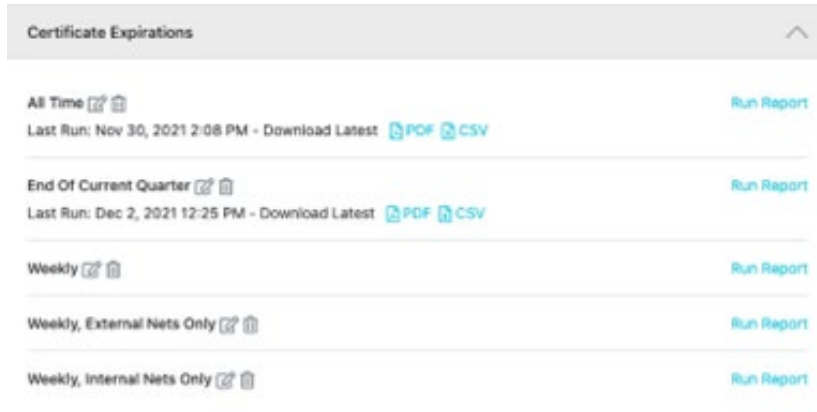 Certificate Expirations
All Time Run Report
Last Run: Nov 30, 2021 2:08 PM - Download Latest PDF CSV
End Of Current Quarter Run Report
Last Run: Dec 2, 2021 12:25 PM - Download Latest PDF CSV
Weekly Run Report
Weekly, External Nets Only Run Report
Weekly, Internal Nets Only Run Report